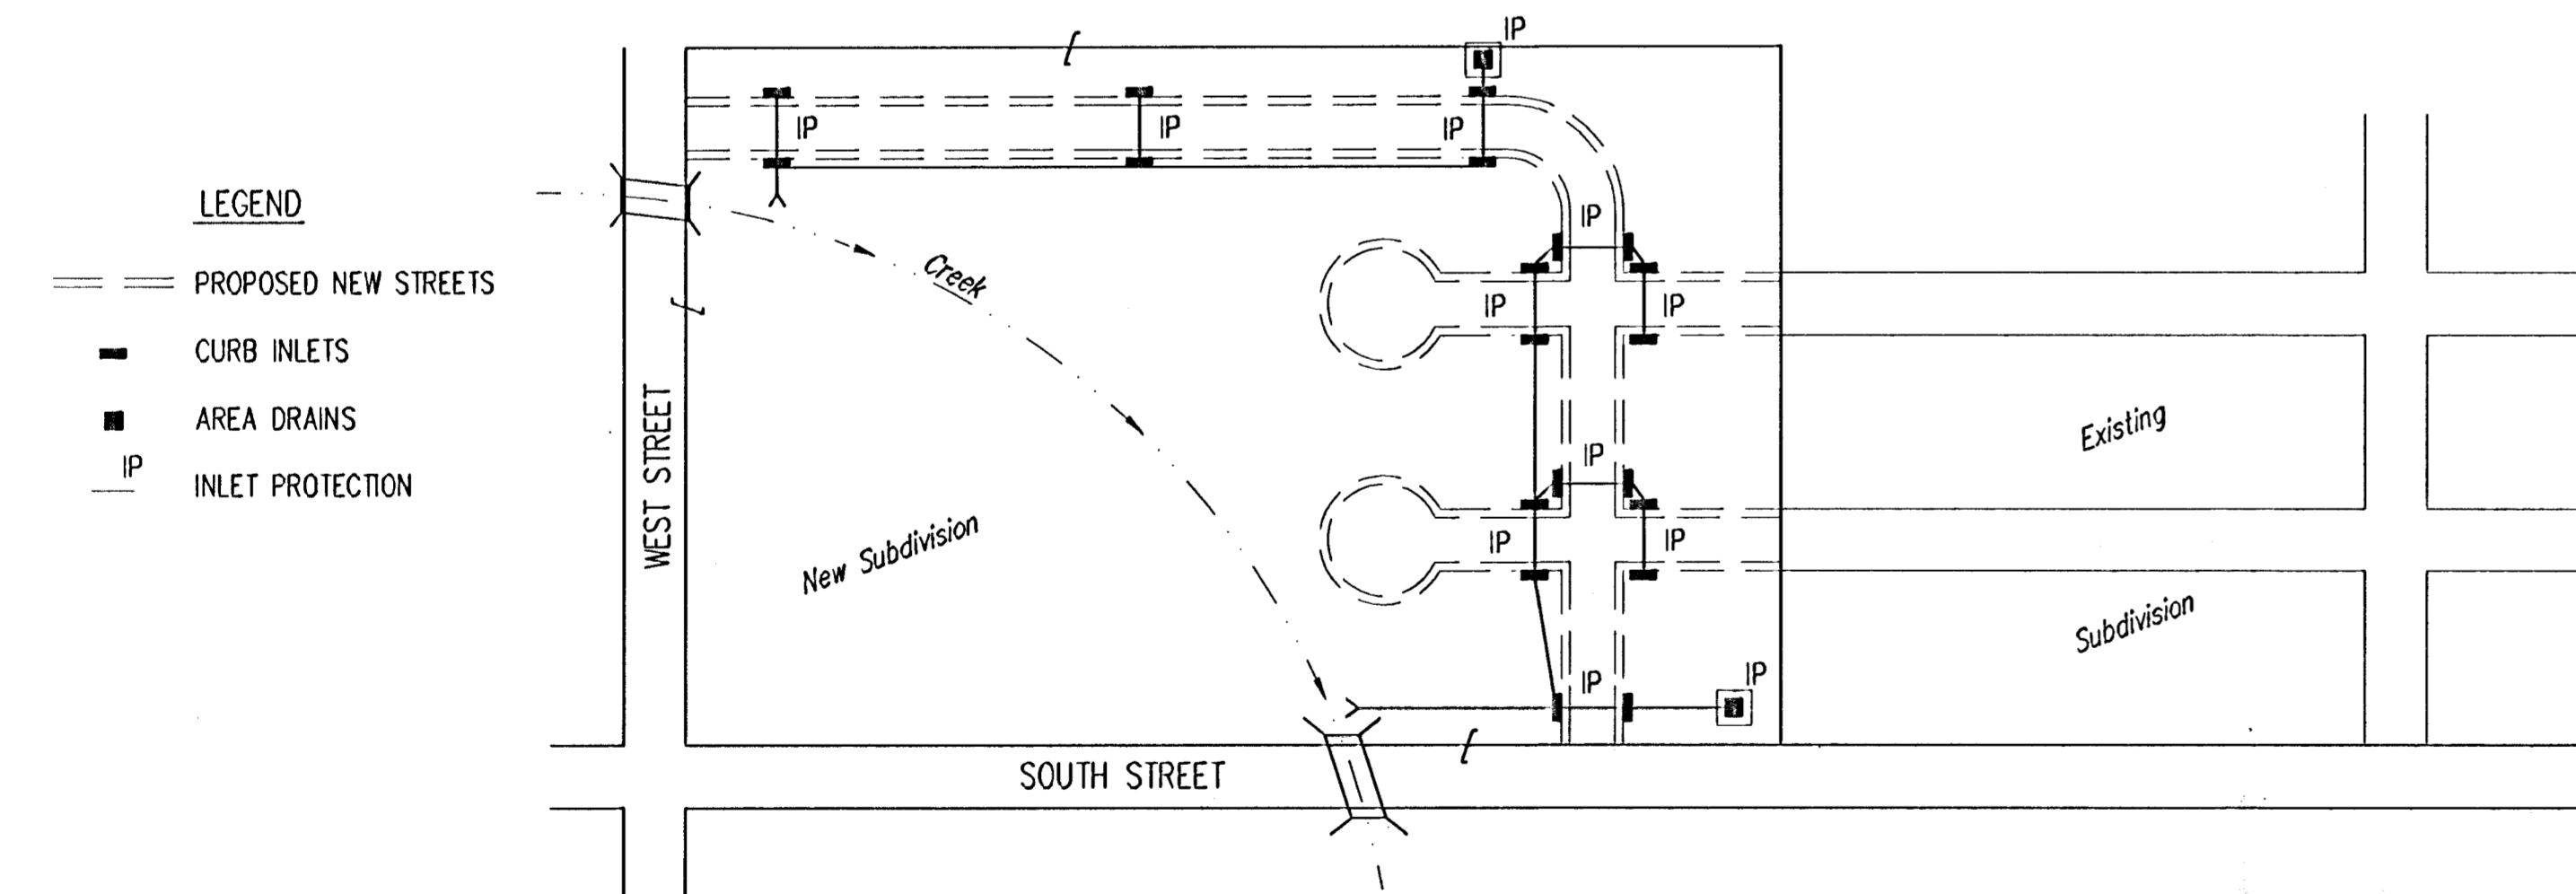 LEGEND
PROPOSED NEW STREETS
CURB INLETS
AREA DRAINS
IP
INLET PROTECTION
WEST STREET
SOUTH STREET
Creek
New Subdivision
IP
IP
IP
IP
IP
IP
IP
IP
IP
IP
IP
IP
Existing
Subdivision